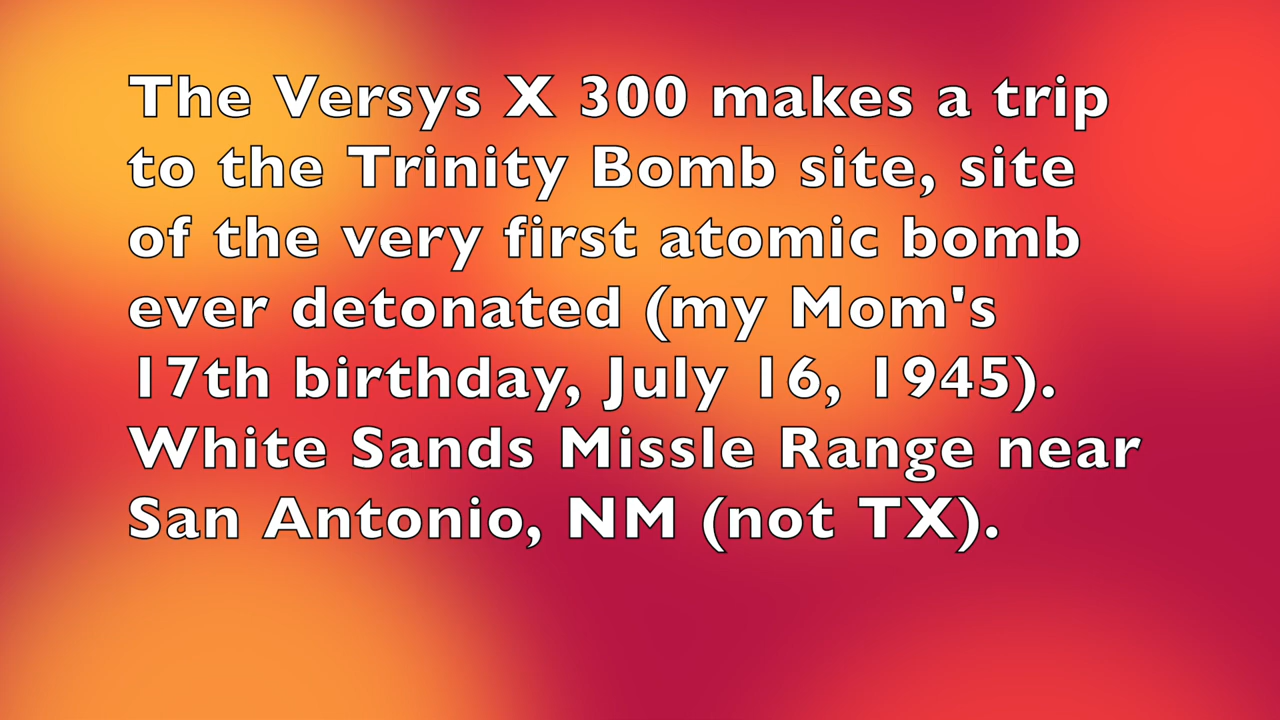 The Versys X 300 makes a trip
to the Trinity Bomb site, site
of the very first atomic bomb
ever detonated (my Mom's
17th birthday, July 16, 1945).
White Sands Missle Range near
San Antonio, NM (not TX).